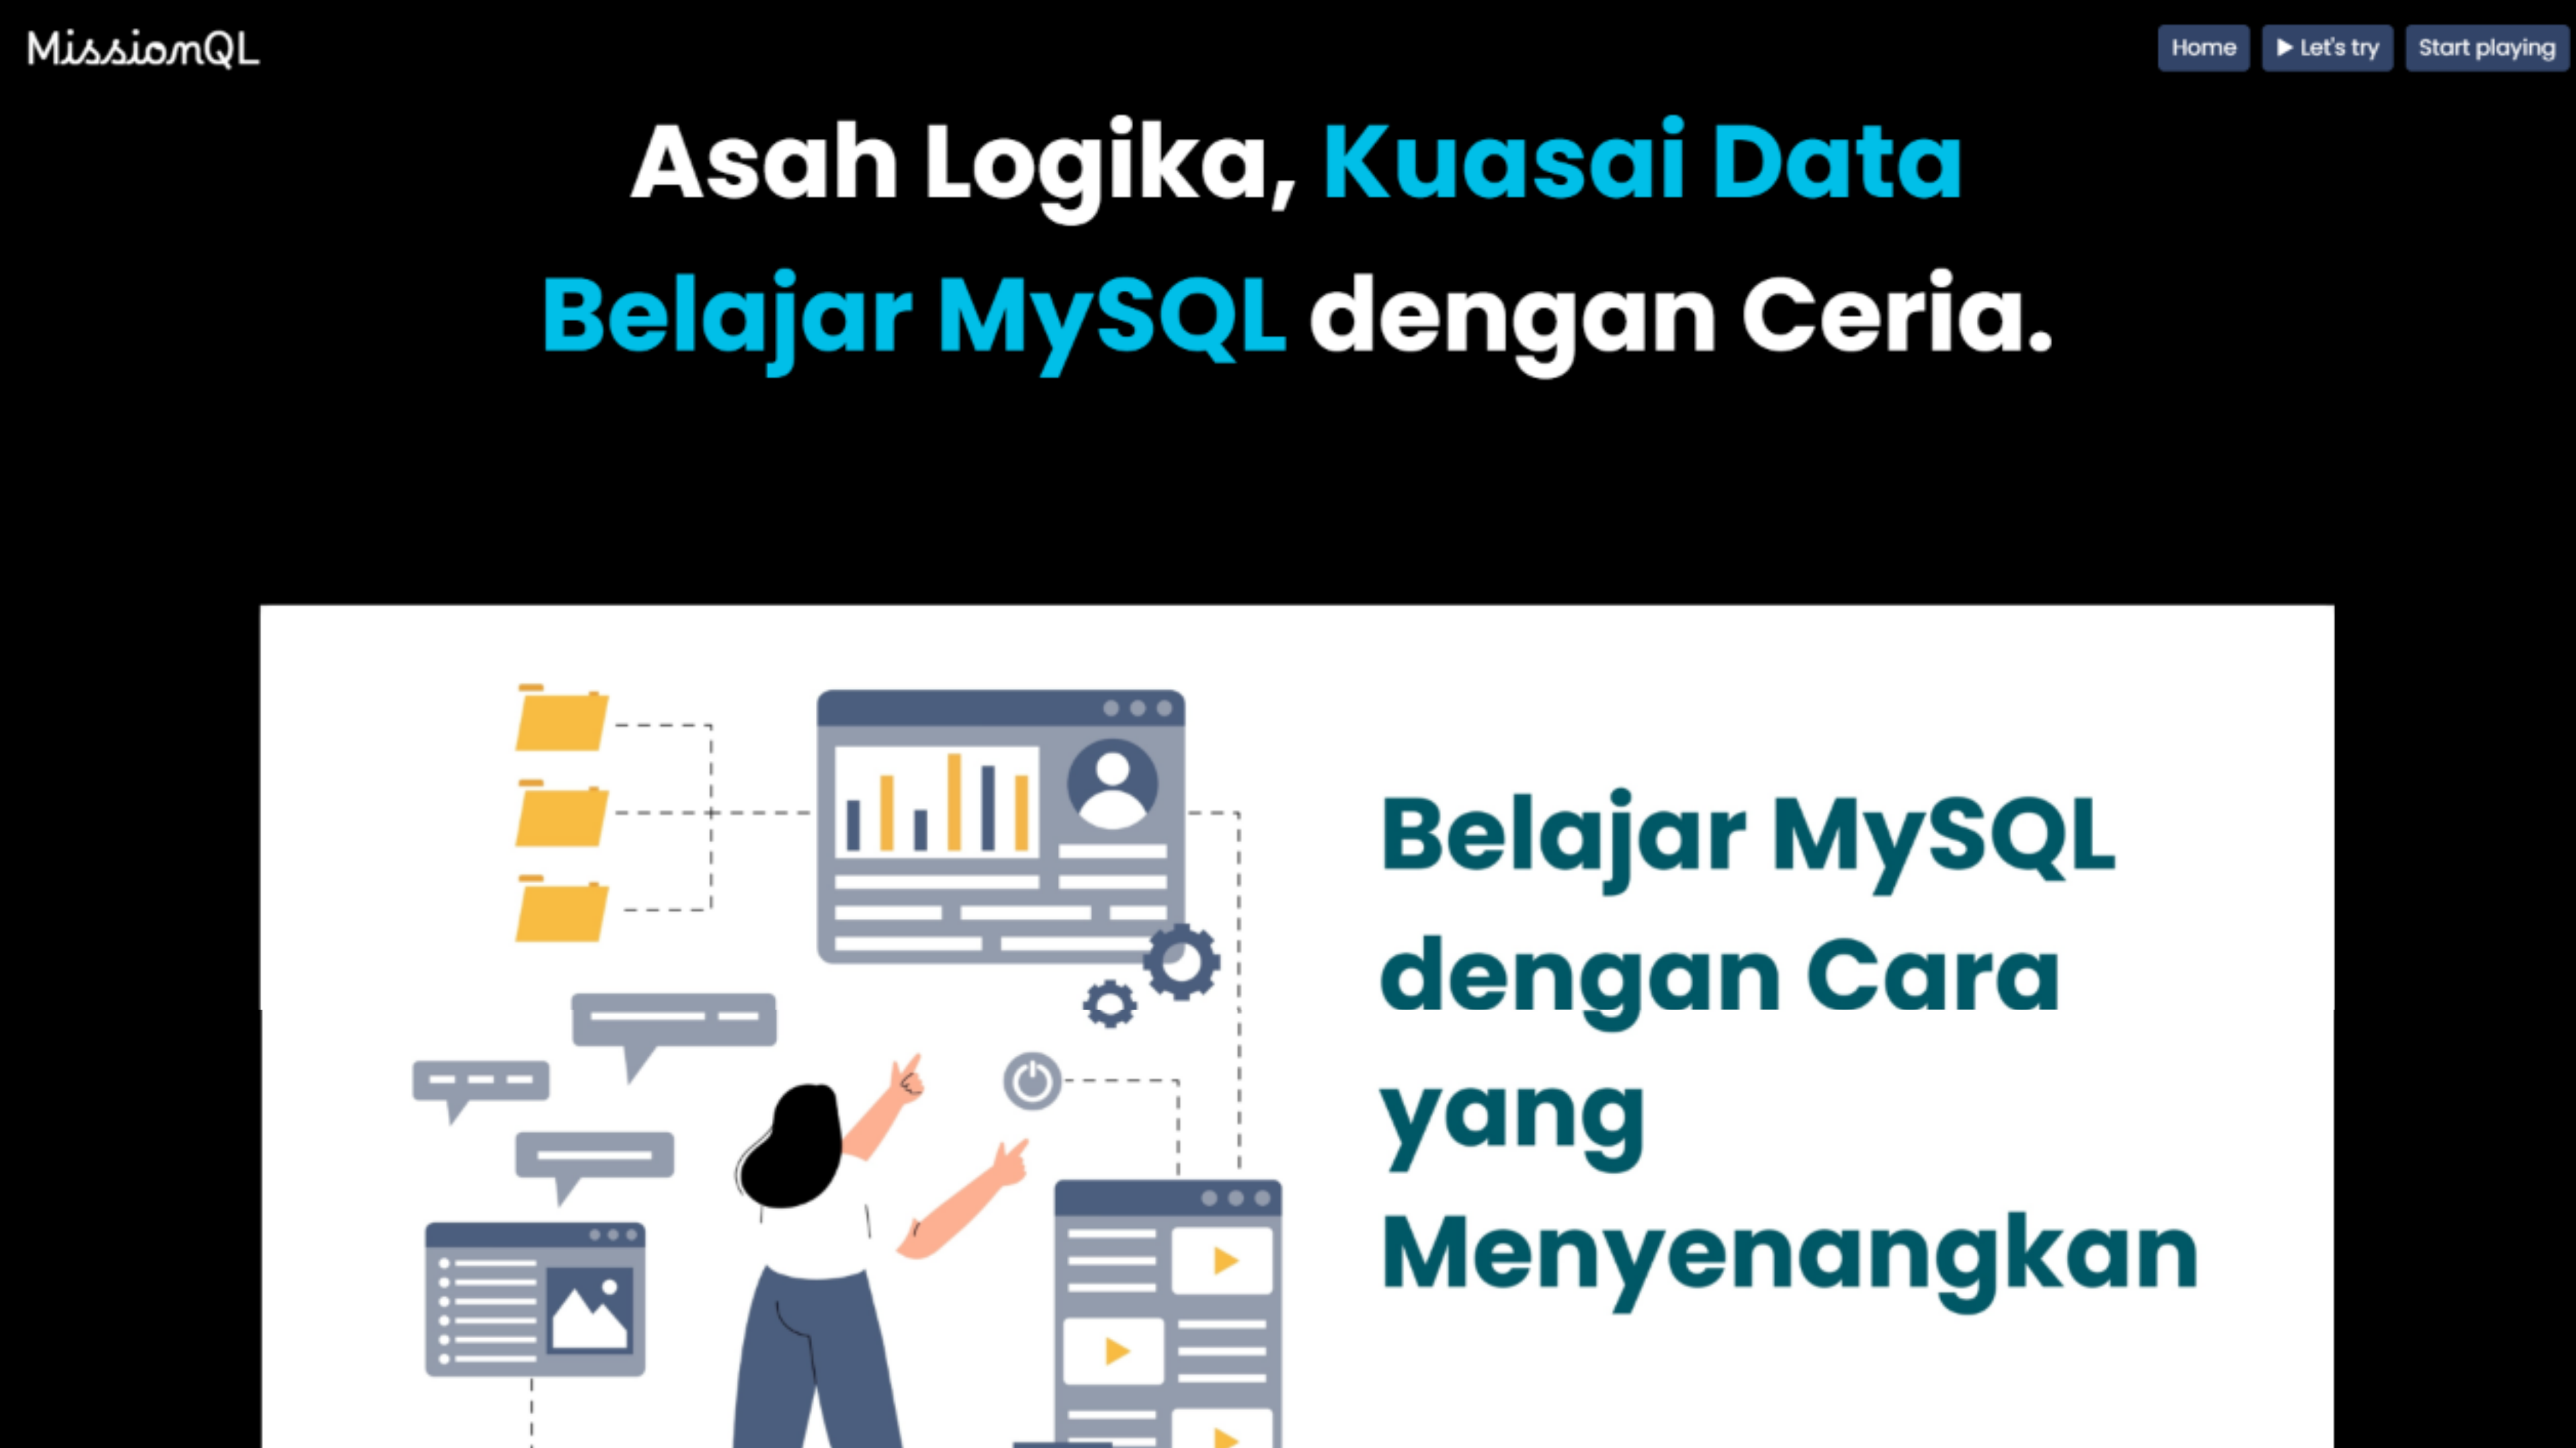 MissionQL
Home
Let's try
Start playing
Asah Logika, Kuasai Data
Belajar MySQL dengan Ceria.
Belajar MySQL
dengan Cara
yang
Menyenangkan